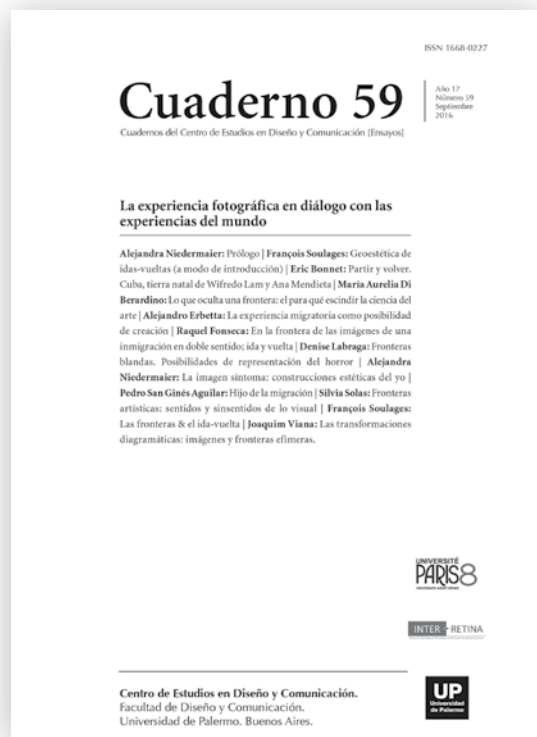 ISSN 1668-0227
Cuaderno 59
Año 17
Número 59
Septiembre
2016
Cuadernos del Centro de Estudios en Diseño y Comunicación [Ensayos]
La experiencia fotográfica en diálogo con las
experiencias del mundo
Alejandra Niedermaier: Prólogo | François Soulages: Geoestética de
idas-vueltas (a modo de introducción) | Eric Bonnet: Partir y volver.
Cuba, tierra natal de Wifredo Lam y Ana Mendieta | María Aurelia Di
Berardino: Lo que oculta una frontera: el para qué escindir la ciencia del
arte | Alejandro Erbetta: La experiencia migratoria como posibilidad
de creación | Raquel Fonseca: En la frontera de las imágenes de una
inmigración en doble sentido; ida y vuelta | Denise Labraga: Fronteras
blandas. Posibilidades de representación del horror | Alejandra
Niedermaier: La imagen síntoma: construcciones estéticas del yo |
Pedro San Ginés Aguilar: Hijo de la migración | Silvia Solas: Fronteras
artísticas: sentidos y sinsentidos de lo visual | François Soulages:
Las fronteras & el ida-vuelta | Joaquim Viana: Las transformaciones
diagramáticas: imágenes y fronteras efímeras.
UNIVERSITÉ
PARIS8
INTER RETINA
Centro de Estudios en Diseño y Comunicación.
Facultad de Diseño y Comunicación.
Universidad de Palermo. Buenos Aires.
UP
Universidad
de Palermo